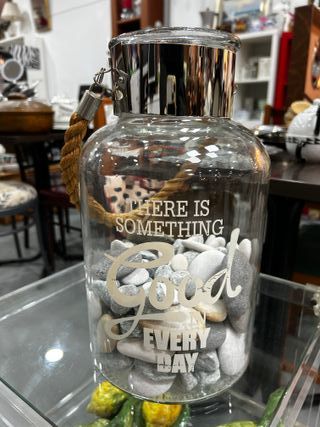 THERE IS
SOMETHING
Good
EVERY
DAY